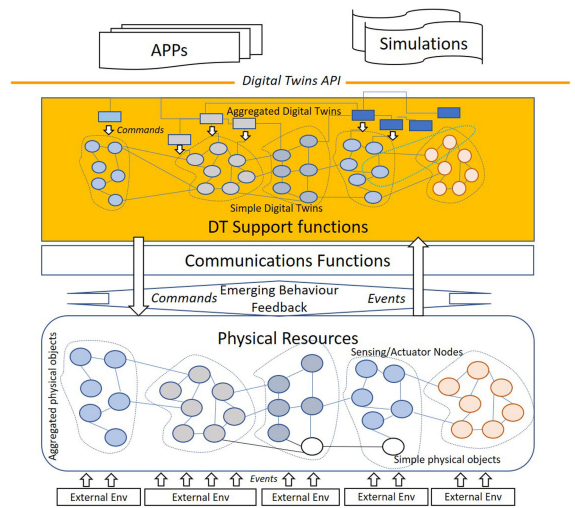 APPs
Simulations
Digital Twins API
Aggregated Digital Twins
Commands
Simple Digital Twins
DT Support functions
Communications Functions
Commands
Emerging Behaviour
Feedback
Events
Physical Resources
Aggregated physical objects
Sensing/Actuator Nodes
Simple physical objects
Events
External Env
External Env
External Env
External Env
External Env